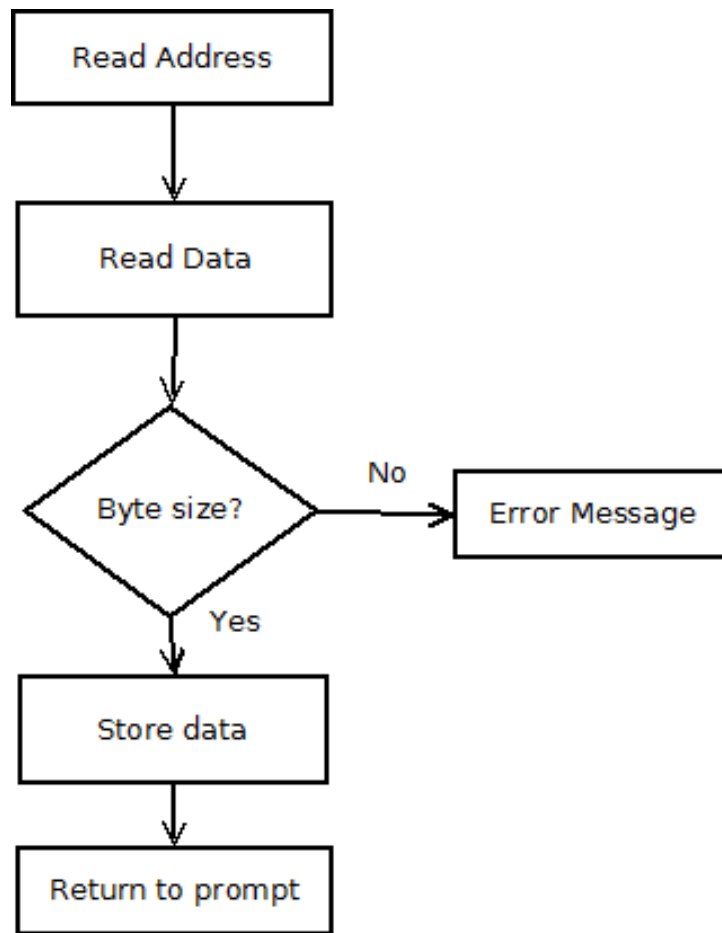 Read Address
Read Data
Byte size?
No
Error Message
Yes
Store data
Return to prompt